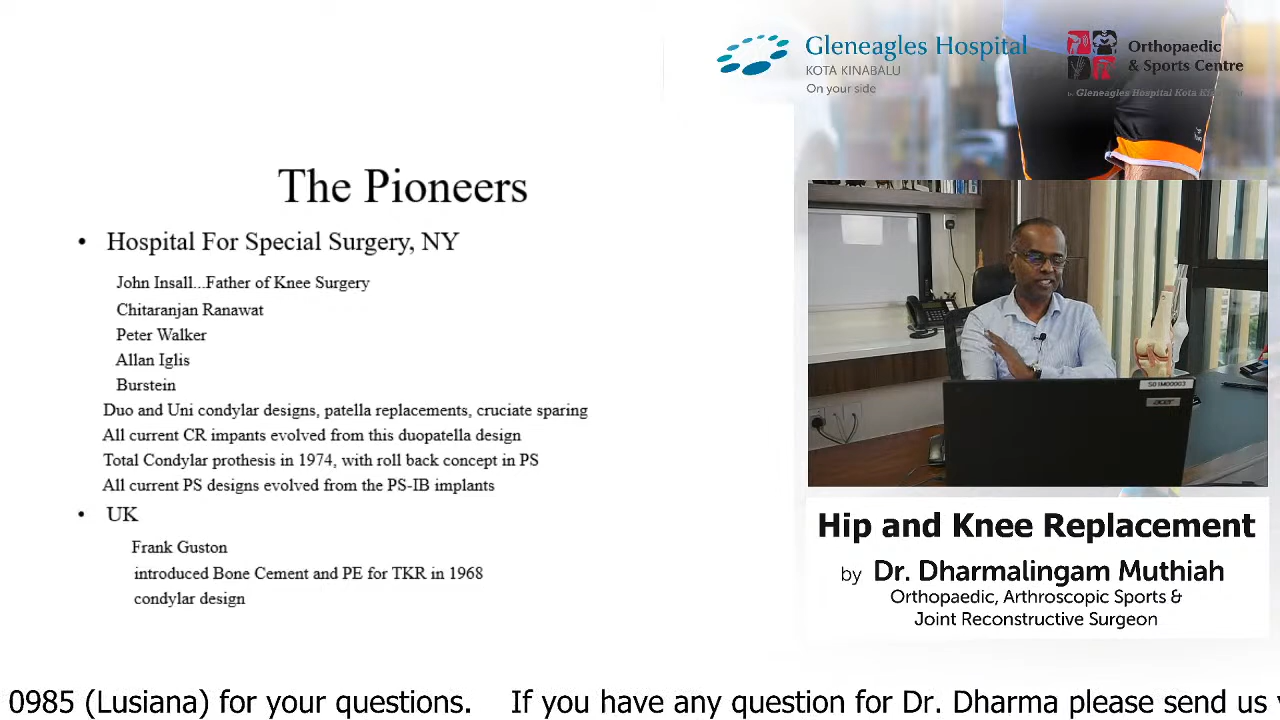 Gleneagles Hospital
KOTA KINABALU
On your side
Orthopaedic
& Sports Centre
Gleneagles Hospital Kota
The Pioneers
• Hospital For Special Surgery, NY
John Insall...Father of Knee Surgery
Chitaranjan Ranawat
Peter Walker
Allan Iglis
Burstein
Duo and Uni condylar designs, patella replacements, cruciate sparing
All current CR impants evolved from this duopatella design
Total Condylar prothesis in 1974, with roll back concept in PS
All current PS designs evolved from the PS-IB implants
• UK
Frank Guston
introduced Bone Cement and PE for TKR in 1968
condylar design
acer
Hip and Knee Replacement
by Dr. Dharmalingam Muthiah
Orthopaedic, Arthroscopic Sports &
Joint Reconstructive Surgeon
0985 (Lusiana) for your questions. If you have any question for Dr. Dharma please send us